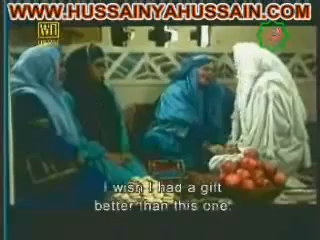 WWW.HUSSAINYAHUSSAIN.COM
I wish I had a gift
better than this one.